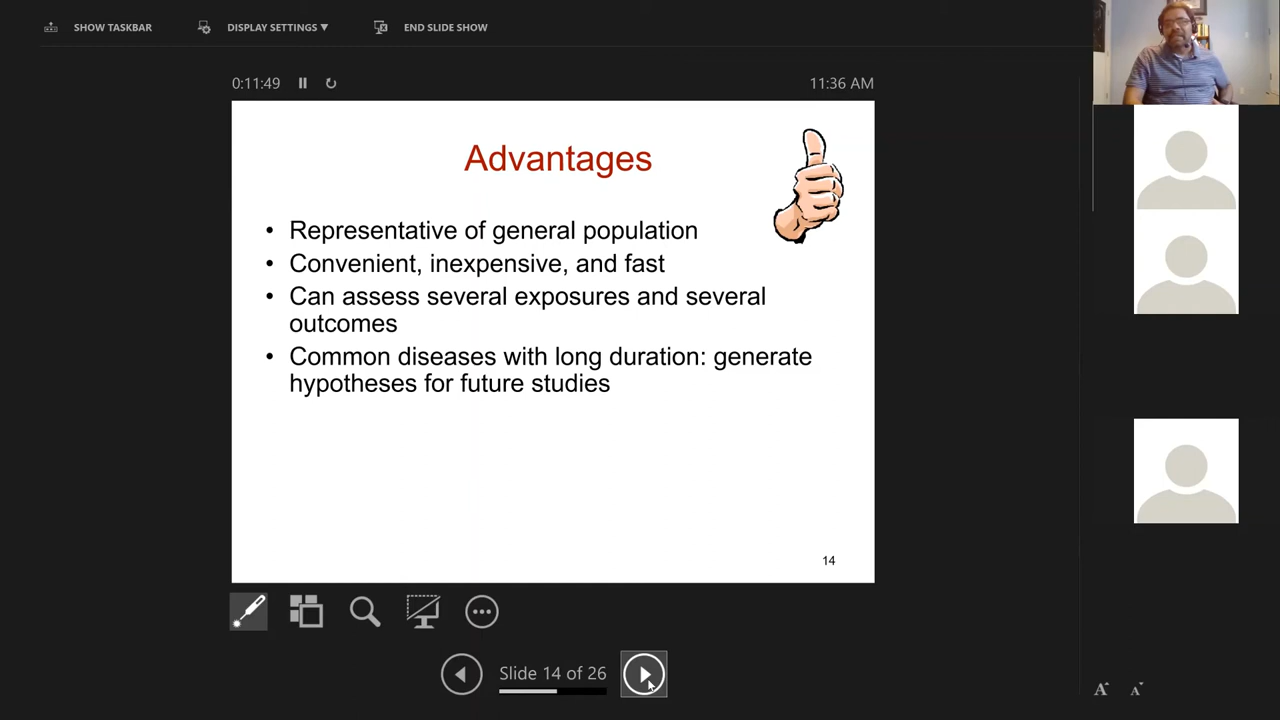 SHOW TASKBAR
DISPLAY SETTINGS ▼
END SLIDE SHOW
0:11:49
11:36 AM
Advantages
• Representative of general population
• Convenient, inexpensive, and fast
• Can assess several exposures and several
outcomes
• Common diseases with long duration: generate
hypotheses for future studies
14
Slide 14 of 26
A A